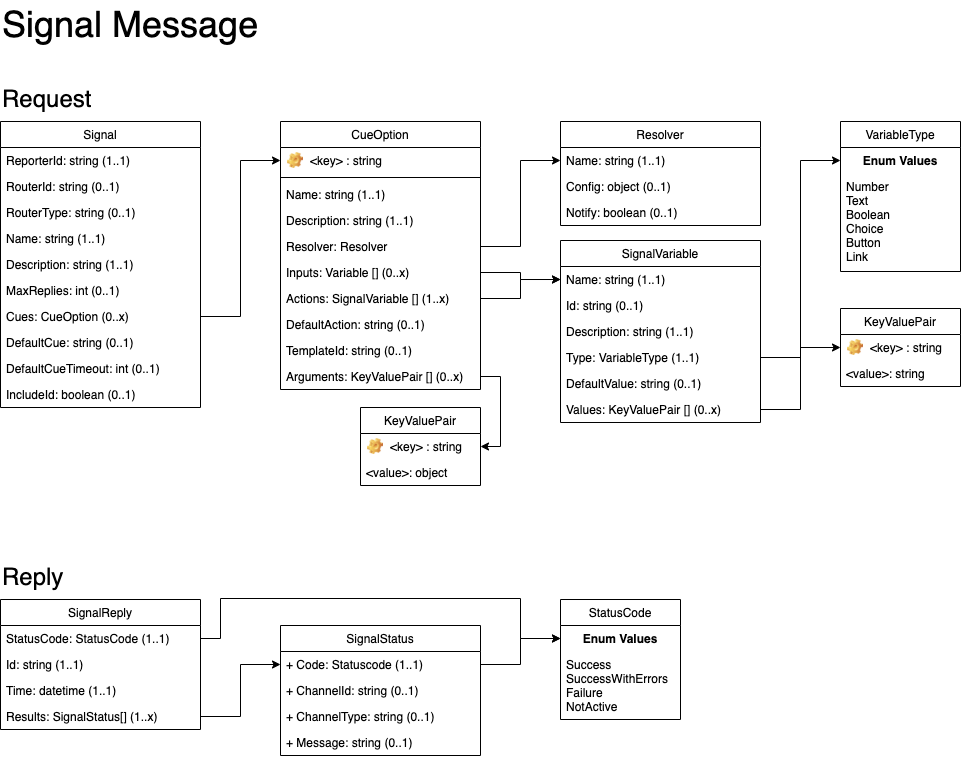 Signal Message
Request
Signal
ReporterId: string (1..1)
RouterId: string (0..1)
RouterType: string (0..1)
Name: string (1..1)
Description: string (1..1)
MaxReplies: int (0..1)
Cues: CueOption (0..x)
DefaultCue: string (0..1)
DefaultCueTimeout: int (0..1)
IncludeId: boolean (0..1)
CueOption
<key> : string
Name: string (1..1)
Description: string (1..1)
Resolver: Resolver
Inputs: Variable [] (0..x)
Actions: SignalVariable [] (1..x)
DefaultAction: string (0..1)
TemplateId: string (0..1)
Arguments: KeyValuePair [] (0..x)
KeyValuePair
<key> : string
<value>: object
Resolver
Name: string (1..1)
Config: object (0..1)
Notify: boolean (0..1)
SignalVariable
Name: string (1..1)
Id: string (0..1)
Description: string (1..1)
Type: VariableType (1..1)
DefaultValue: string (0..1)
Values: KeyValuePair [] (0..x)
VariableType
Enum Values
Number
Text
Boolean
Choice
Button
Link
KeyValuePair
<key> : string
<value>: string
Reply
SignalReply
StatusCode: StatusCode (1..1)
Id: string (1..1)
Time: datetime (1..1)
Results: SignalStatus[] (1..x)
SignalStatus
+ Code: Statuscode (1..1)
+ ChannelId: string (0..1)
+ ChannelType: string (0..1)
+ Message: string (0..1)
StatusCode
Enum Values
Success
SuccessWithErrors
Failure
NotActive